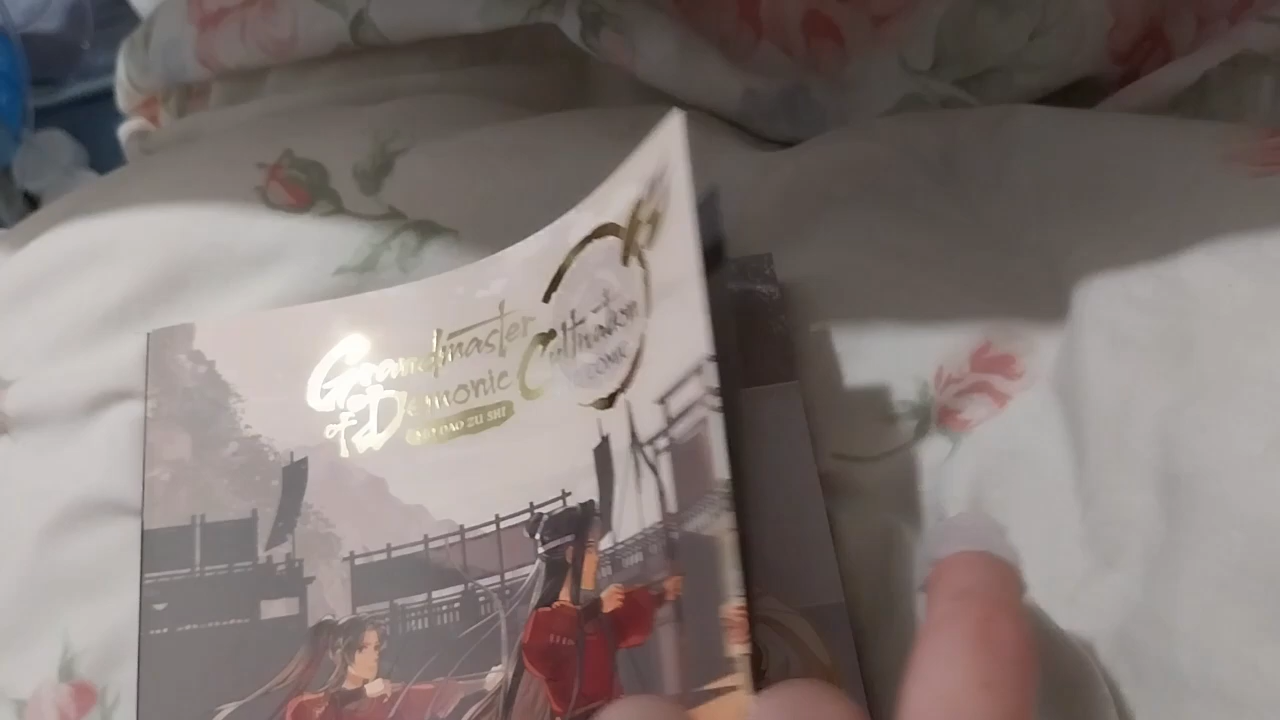 Grandmaster
of Demonic
Cultivation
MO DAO ZU SHI
COMIC